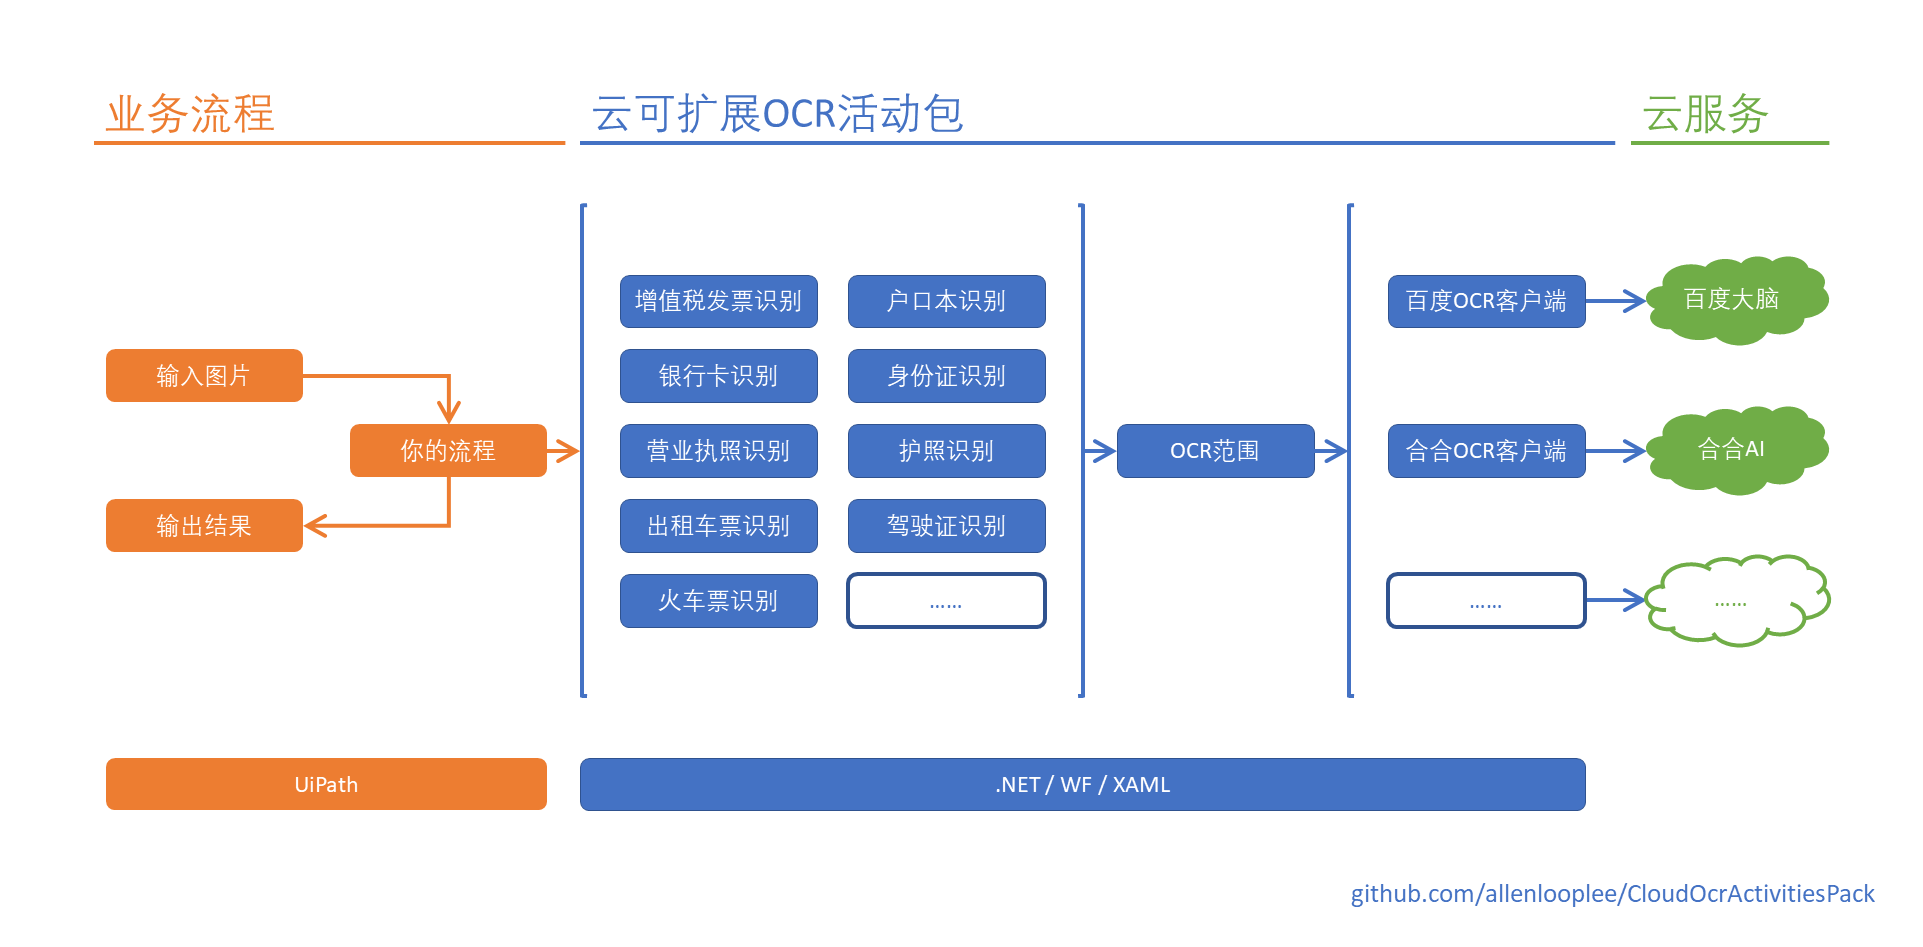 业务流程
云可扩展OCR活动包
云服务
输入图片
你的流程
输出结果
增值税发票识别
户口本识别
银行卡识别
身份证识别
营业执照识别
护照识别
出租车票识别
驾驶证识别
火车票识别
……
OCR范围
百度OCR客户端
百度大脑
合合OCR客户端
合合AI
……
……
UiPath
.NET / WF / XAML
github.com/allenlooplee/CloudOcrActivitiesPack